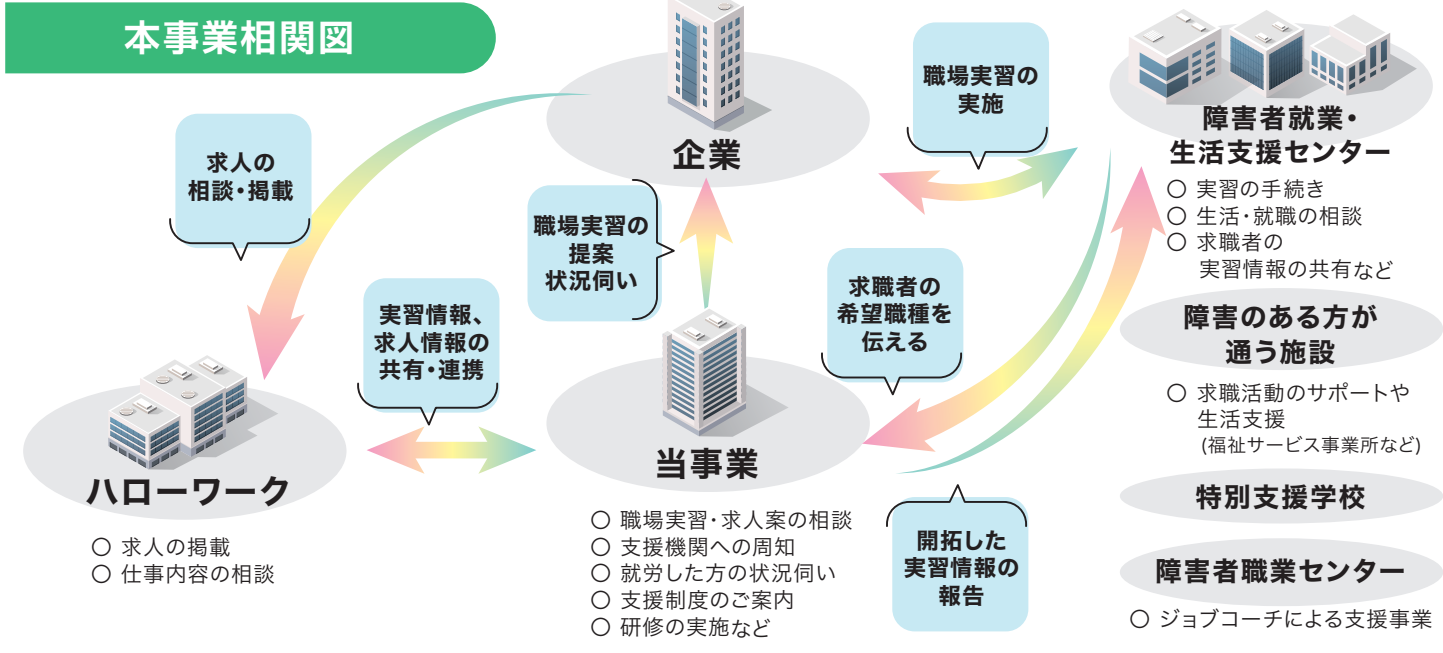 本事業相関図
求人の
相談・掲載
企業
職場実習の
実施
障害者就業・
生活支援センター
○ 実習の手続き
○ 生活・就職の相談
○ 求職者の
実習情報の共有など
職場実習の
提案
状況伺い
求職者の
希望職種を
伝える
実習情報、
求人情報の
共有・連携
障害のある方が
通う施設
○ 求職活動のサポートや
生活支援
(福祉サービス事業所など)
ハローワーク
○ 求人の掲載
○ 仕事内容の相談
当事業
○ 職場実習・求人案の相談
○ 支援機関への周知
○ 就労した方の状況伺い
○ 支援制度のご案内
○ 研修の実施など
開拓した
実習情報の
報告
特別支援学校
障害者職業センター
○ ジョブコーチによる支援事業